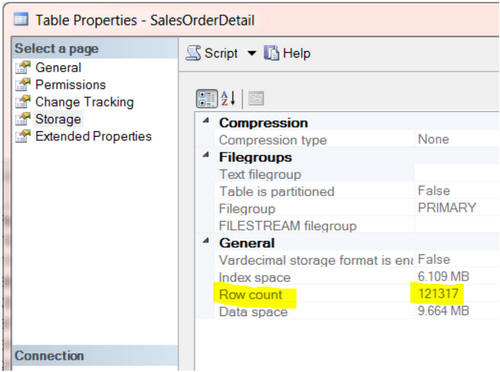 Table Properties - SalesOrderDetail
Select a page
General
Permissions
Change Tracking
Storage
Extended Properties
Script Help
Compression
Compression type None
Filegroups
Text filegroup
Table is partitioned False
Filegroup PRIMARY
FILESTREAM filegroup
General
Vardecimal storage format is ena False
Index space 6.109 MB
Row count 121317
Data space 9.664 MB
Connection